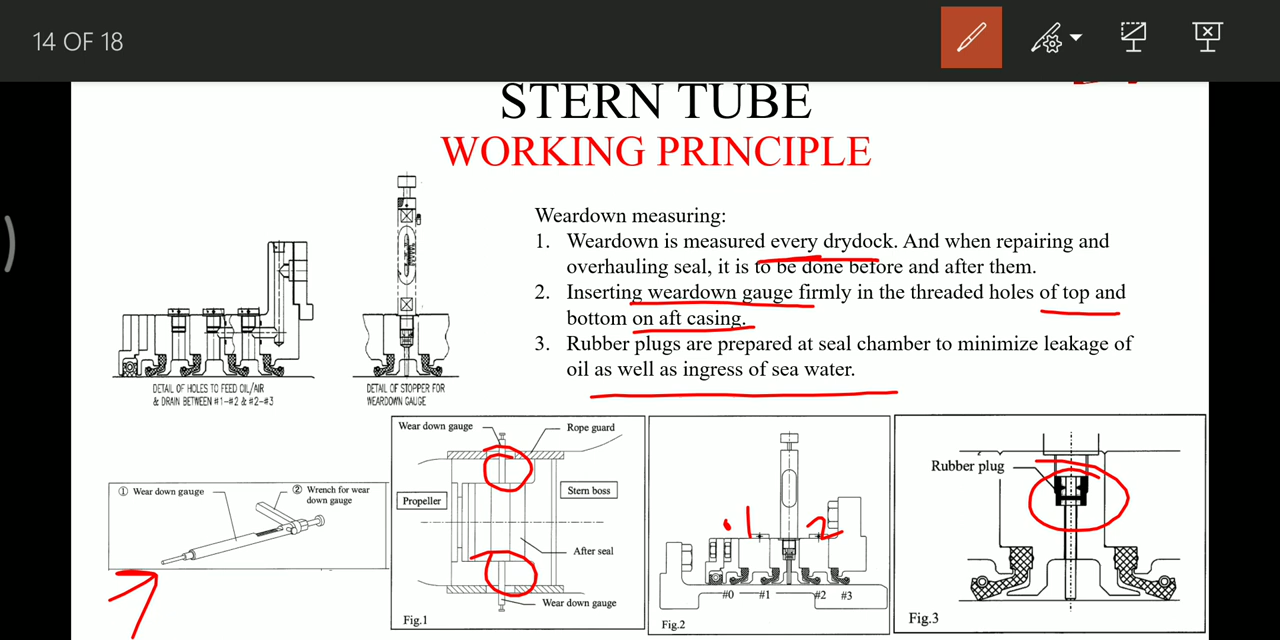 14 OF 18
STERN TUBE
WORKING PRINCIPLE
Weardown measuring:
1. Weardown is measured every drydock. And when repairing and
overhauling seal, it is to be done before and after them.
2. Inserting weardown gauge firmly in the threaded holes of top and
bottom on aft casing.
3. Rubber plugs are prepared at seal chamber to minimize leakage of
oil as well as ingress of sea water.
DETAIL OF HOLES TO FEED OIL/AIR
& DRAIN BETWEEN #1-#2 & #2-#3
DETAIL OF STOPPER FOR
WEARDOWN GAUGE
① Wear down gauge
② Wrench for wear
down gauge
Wear down gauge
Rope guard
Propeller
Stern boss
After seal
Wear down gauge
Fig.1
1 2
#0 #1 #2 #3
Fig.2
Rubber plug
Fig.3